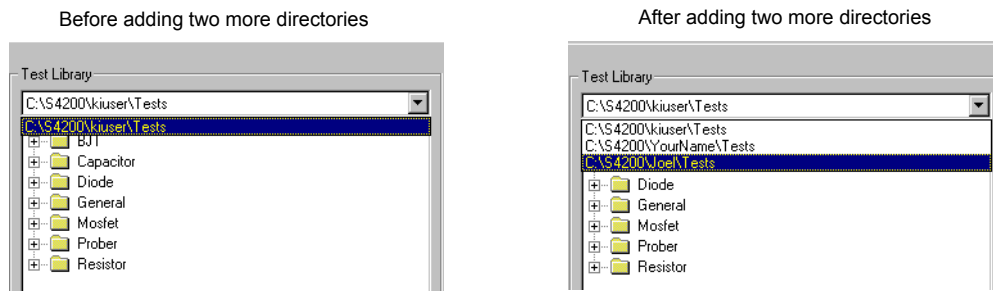 Before adding two more directories
Test Library
C:\S4200\kiuser\Tests
C:\S4200\kiuser\Tests
BJT
Capacitor
Diode
General
Mosfet
Prober
Resistor
After adding two more directories
Test Library
C:\S4200\kiuser\Tests
C:\S4200\kiuser\Tests
C:\S4200\YourName\Tests
C:\S4200\Joel\Tests
Diode
General
Mosfet
Prober
Resistor